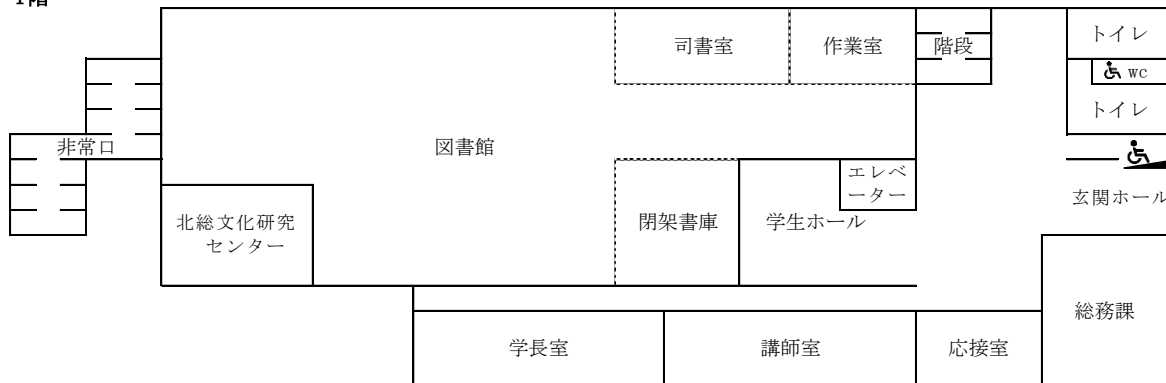 1階
司書室
作業室
階段
トイレ
WC
トイレ
非常口
図書館
エレベ
ーター
玄関ホール
北総文化研究
センター
閉架書庫
学生ホール
総務課
学長室
講師室
応接室